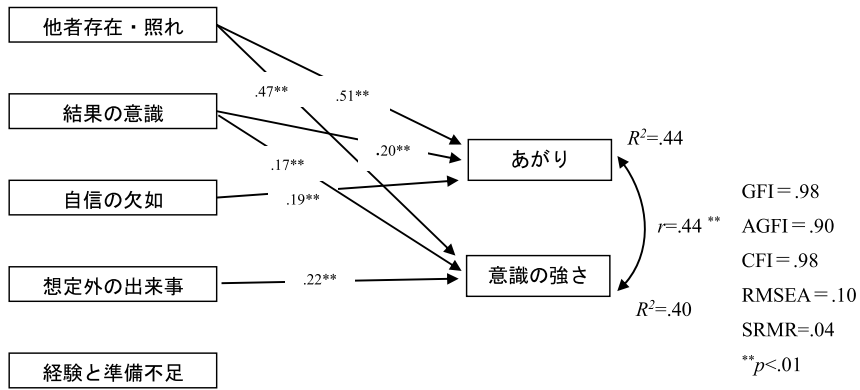 他者存在・照れ
結果の意識
自信の欠如
想定外の出来事
経験と準備不足
.47**
.51**
.20**
.17**
.19**
.22**
あがり
意識の強さ
R²=.44
r=.44 **
R²=.40
GFI＝.98
AGFI＝.90
CFI＝.98
RMSEA＝.10
SRMR=.04
**p<.01